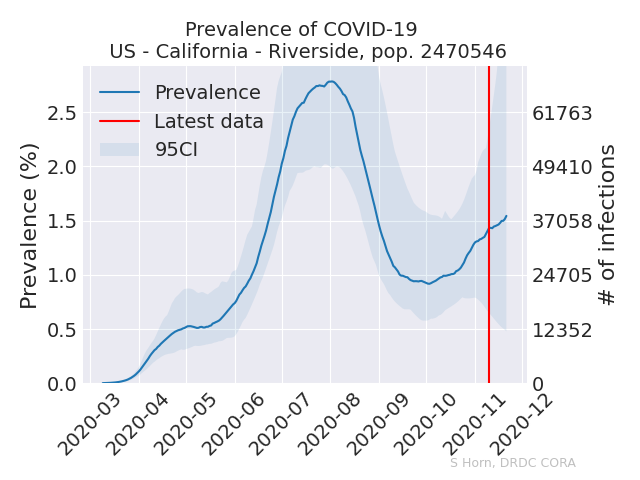 Prevalence of COVID-19
US - California - Riverside, pop. 2470546
Prevalence
Latest data
95CI
Prevalence (%)
2.5
2.0
1.5
1.0
0.5
0.0
61763
49410
37058
24705
12352
0
# of infections
2020-03
2020-04
2020-05
2020-06
2020-07
2020-08
2020-09
2020-10
2020-11
2020-12
S Horn, DRDC CORA